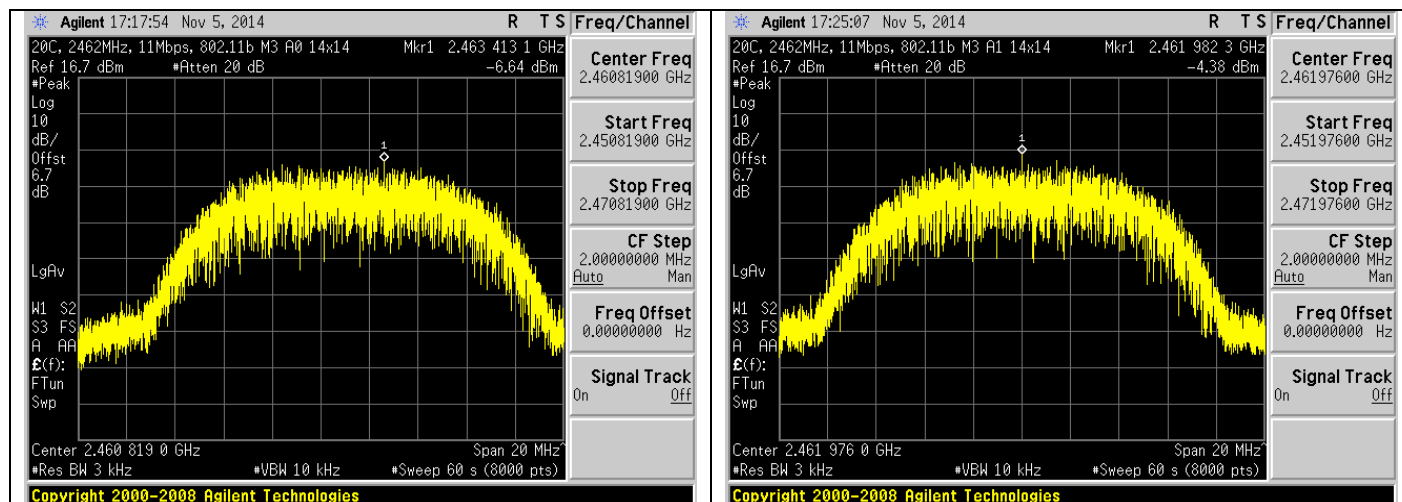 Agilent 17:17:54 Nov 5, 2014 R T S Freq/Channel
20C, 2462MHz, 11Mbps, 802.11b M3 A0 14x14 Mkr1 2.463 413 1 GHz
Ref 16.7 dBm #Atten 20 dB -6.64 dBm
#Peak
Log
10
dB/
Offst
6.7
dB
1
LgAv
W1 S2
S3 FS
A AA
£(f):
FTun
Swp
Center 2.460 819 0 GHz Span 20 MHz^
#Res BW 3 kHz #VBW 10 kHz #Sweep 60 s (8000 pts)
Center Freq
2.46081900 GHz
Start Freq
2.45081900 GHz
Stop Freq
2.47081900 GHz
CF Step
2.00000000 MHz
Auto Man
Freq Offset
0.00000000 Hz
Signal Track
On Off
Copyright 2000-2008 Agilent Technologies
Agilent 17:25:07 Nov 5, 2014 R T S Freq/Channel
20C, 2462MHz, 11Mbps, 802.11b M3 A1 14x14 Mkr1 2.461 982 3 GHz
Ref 16.7 dBm #Atten 20 dB -4.38 dBm
#Peak
Log
10
dB/
Offst
6.7
dB
1
LgAv
W1 S2
S3 FS
A AA
£(f):
FTun
Swp
Center 2.461 976 0 GHz Span 20 MHz^
#Res BW 3 kHz #VBW 10 kHz #Sweep 60 s (8000 pts)
Center Freq
2.46197600 GHz
Start Freq
2.45197600 GHz
Stop Freq
2.47197600 GHz
CF Step
2.00000000 MHz
Auto Man
Freq Offset
0.00000000 Hz
Signal Track
On Off
Copyright 2000-2008 Agilent Technologies